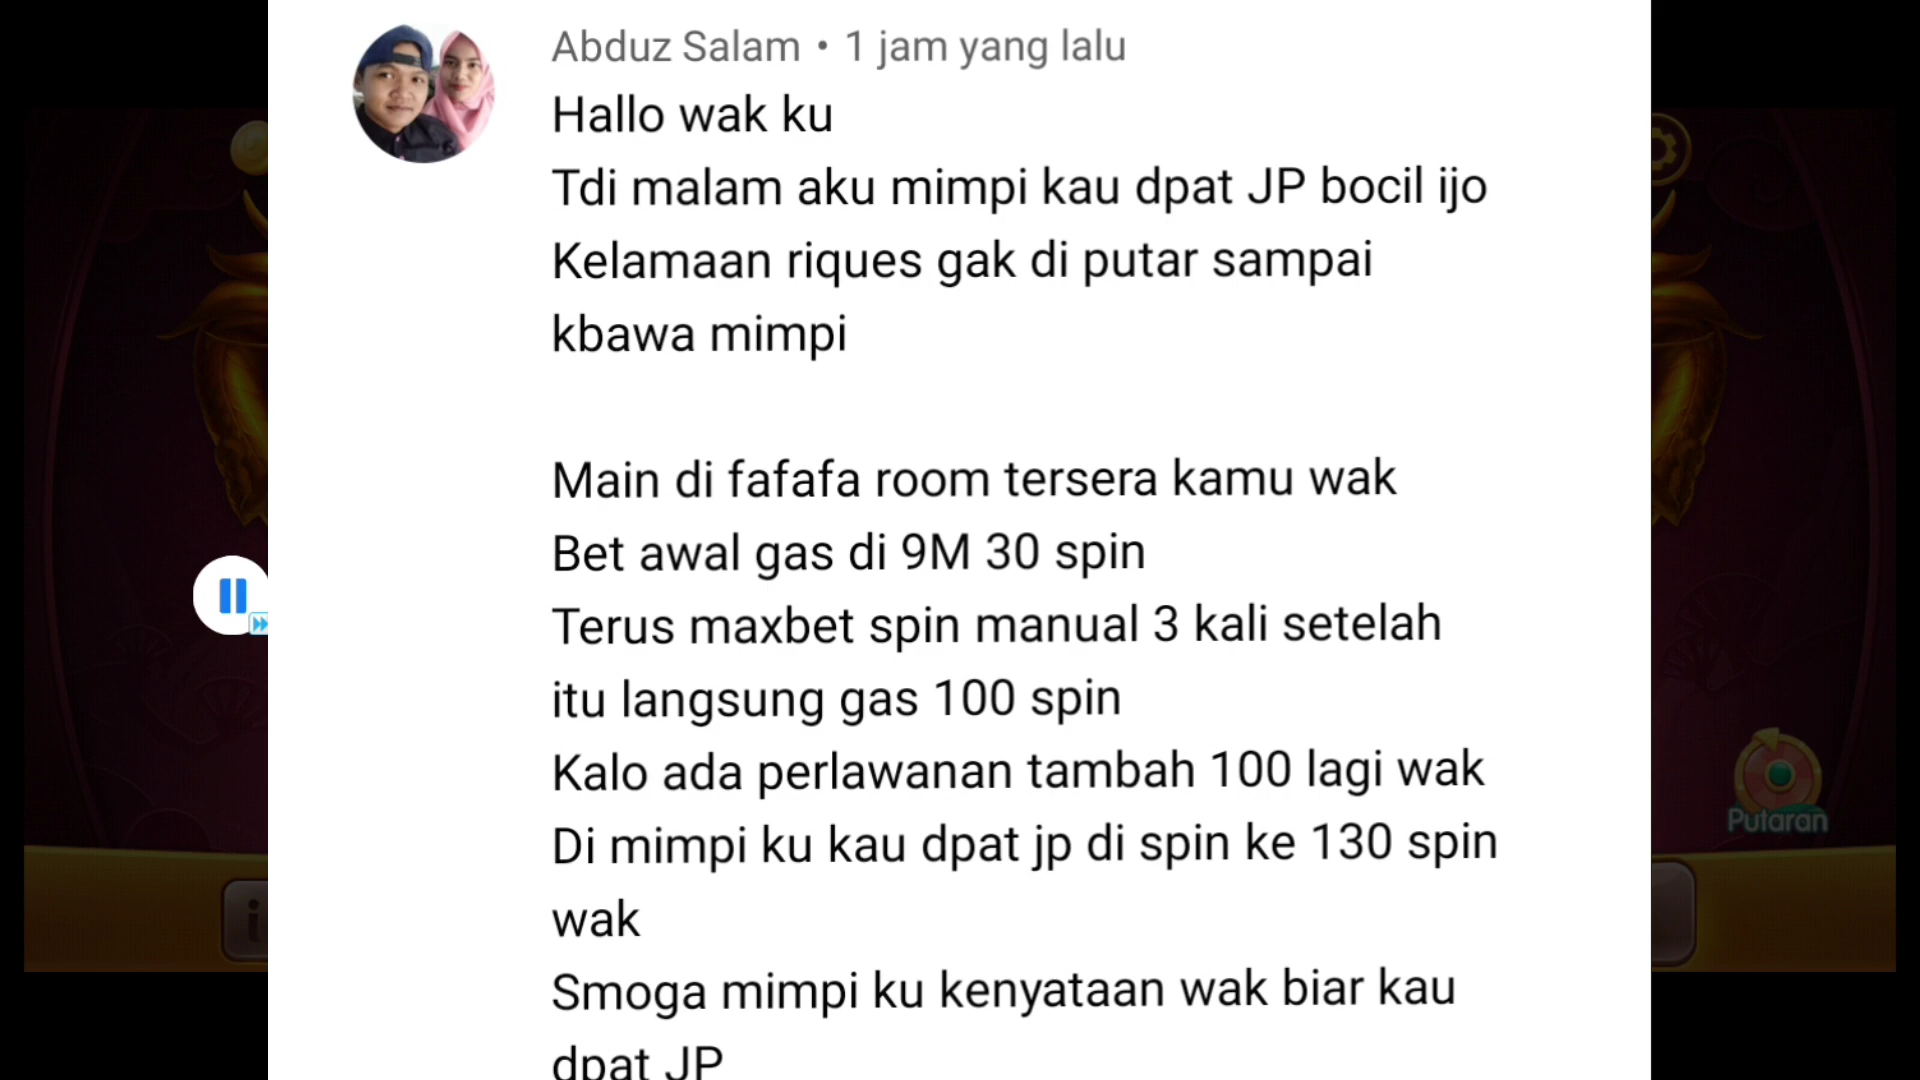 Abduz Salam • 1 jam yang lalu
Hallo wak ku
Tdi malam aku mimpi kau dpat JP bocil ijo
Kelamaan riques gak di putar sampai
kbawa mimpi
Main di fafafa room tersera kamu wak
Bet awal gas di 9M 30 spin
Terus maxbet spin manual 3 kali setelah
itu langsung gas 100 spin
Kalo ada perlawanan tambah 100 lagi wak
Di mimpi ku kau dpat jp di spin ke 130 spin
wak
Smoga mimpi ku kenyataan wak biar kau
dpat JP
Putaran